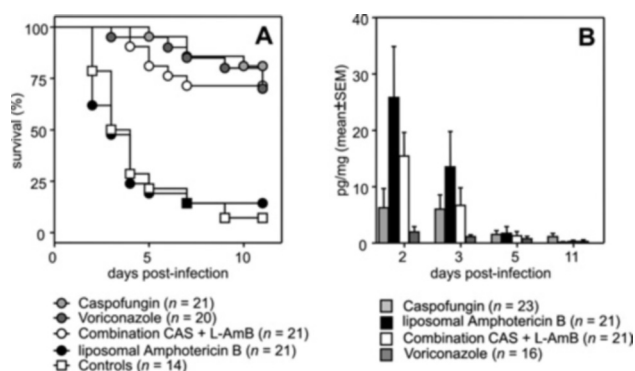 A
survival (%)
100
75
50
25
0
0
5
10
days post-infection
Caspofungin (n = 21)
Voriconazole (n = 20)
Combination CAS + L-AmB (n = 21)
liposomal Amphotericin B (n = 21)
Controls (n = 14)
B
pg/mg (mean±SEM)
40
30
20
10
0
2
3
5
11
days post-infection
Caspofungin (n = 23)
liposomal Amphotericin B (n = 21)
Combination CAS + L-AmB (n = 21)
Voriconazole (n = 16)